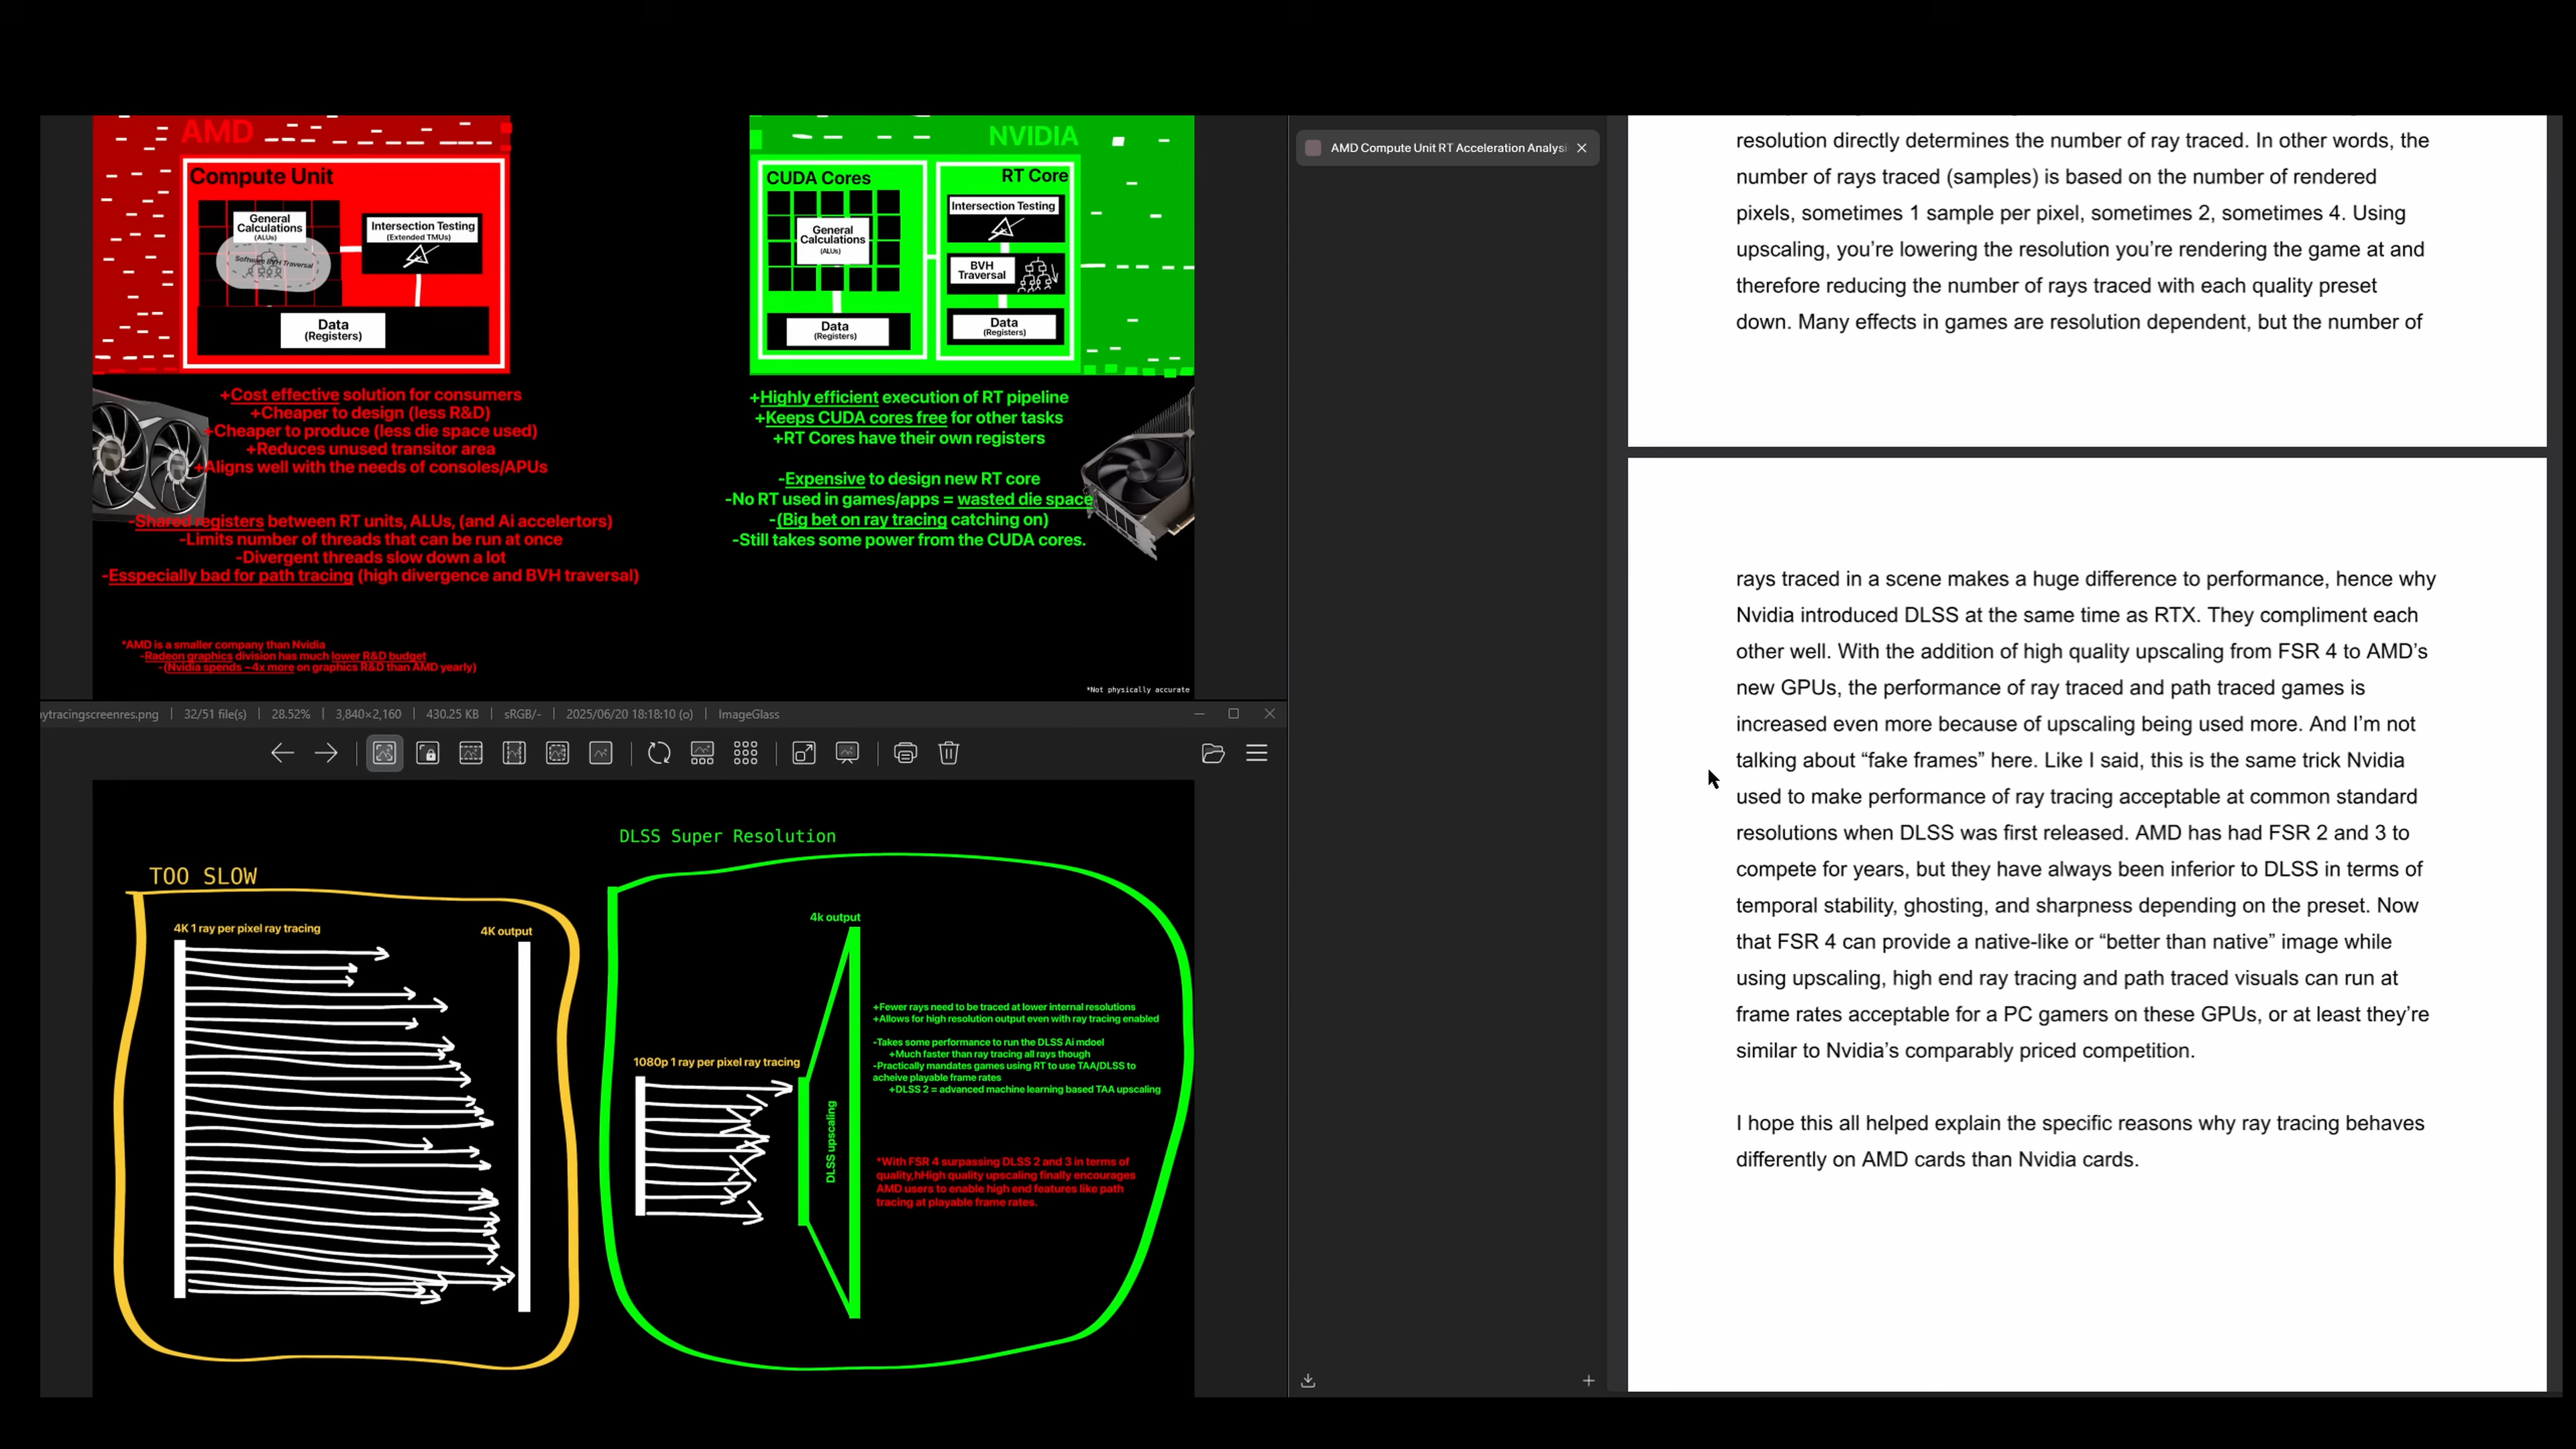 AMD
Compute Unit
General
Calculations
(ALUs)
Software BVH Traversal
Intersection Testing
(Extended TMUs)
Data
(Registers)
+Cost effective solution for consumers
+Cheaper to design (less R&D)
+Cheaper to produce (less die space used)
+Reduces unused transitor area
+Aligns well with the needs of consoles/APUs
-Shared registers between RT units, ALUs, (and Ai accelertors)
-Limits number of threads that can be run at once
-Divergent threads slow down a lot
-Esspecially bad for path tracing (high divergence and BVH traversal)
*AMD is a smaller company than Nvidia
-Radeon graphics division has much lower R&D budget
-(Nvidia spends ~4x more on graphics R&D than AMD yearly)
NVIDIA
CUDA Cores
General
Calculations
(ALUs)
Data
(Registers)
RT Core
Intersection Testing
BVH
Traversal
Data
(Registers)
+Highly efficient execution of RT pipeline
+Keeps CUDA cores free for other tasks
+RT Cores have their own registers
-Expensive to design new RT core
-No RT used in games/apps = wasted die space
-(Big bet on ray tracing catching on)
-Still takes some power from the CUDA cores.
*Not physically accurate
ytracingscreenres.png 32/51 file(s) 28.52% 3,840×2,160 430.25 KB sRGB/- 2025/06/20 18:18:10 (o) ImageGlass
TOO SLOW
4K 1 ray per pixel ray tracing
4K output
DLSS Super Resolution
4k output
1080p 1 ray per pixel ray tracing
DLSS upscaling
+Fewer rays need to be traced at lower internal resolutions
+Allows for high resolution output even with ray tracing enabled
-Takes some performance to run the DLSS Ai mdoel
+Much faster than ray tracing all rays though
-Practically mandates games using RT to use TAA/DLSS to
acheive playable frame rates
+DLSS 2 = advanced machine learning based TAA upscaling
*With FSR 4 surpassing DLSS 2 and 3 in terms of
quality,hHigh quality upscaling finally encourages
AMD users to enable high end features like path
tracing at playable frame rates.
AMD Compute Unit RT Acceleration Analysi
resolution directly determines the number of ray traced. In other words, the
number of rays traced (samples) is based on the number of rendered
pixels, sometimes 1 sample per pixel, sometimes 2, sometimes 4. Using
upscaling, you’re lowering the resolution you’re rendering the game at and
therefore reducing the number of rays traced with each quality preset
down. Many effects in games are resolution dependent, but the number of
rays traced in a scene makes a huge difference to performance, hence why
Nvidia introduced DLSS at the same time as RTX. They compliment each
other well. With the addition of high quality upscaling from FSR 4 to AMD’s
new GPUs, the performance of ray traced and path traced games is
increased even more because of upscaling being used more. And I’m not
talking about “fake frames” here. Like I said, this is the same trick Nvidia
used to make performance of ray tracing acceptable at common standard
resolutions when DLSS was first released. AMD has had FSR 2 and 3 to
compete for years, but they have always been inferior to DLSS in terms of
temporal stability, ghosting, and sharpness depending on the preset. Now
that FSR 4 can provide a native-like or “better than native” image while
using upscaling, high end ray tracing and path traced visuals can run at
frame rates acceptable for a PC gamers on these GPUs, or at least they’re
similar to Nvidia’s comparably priced competition.
I hope this all helped explain the specific reasons why ray tracing behaves
differently on AMD cards than Nvidia cards.